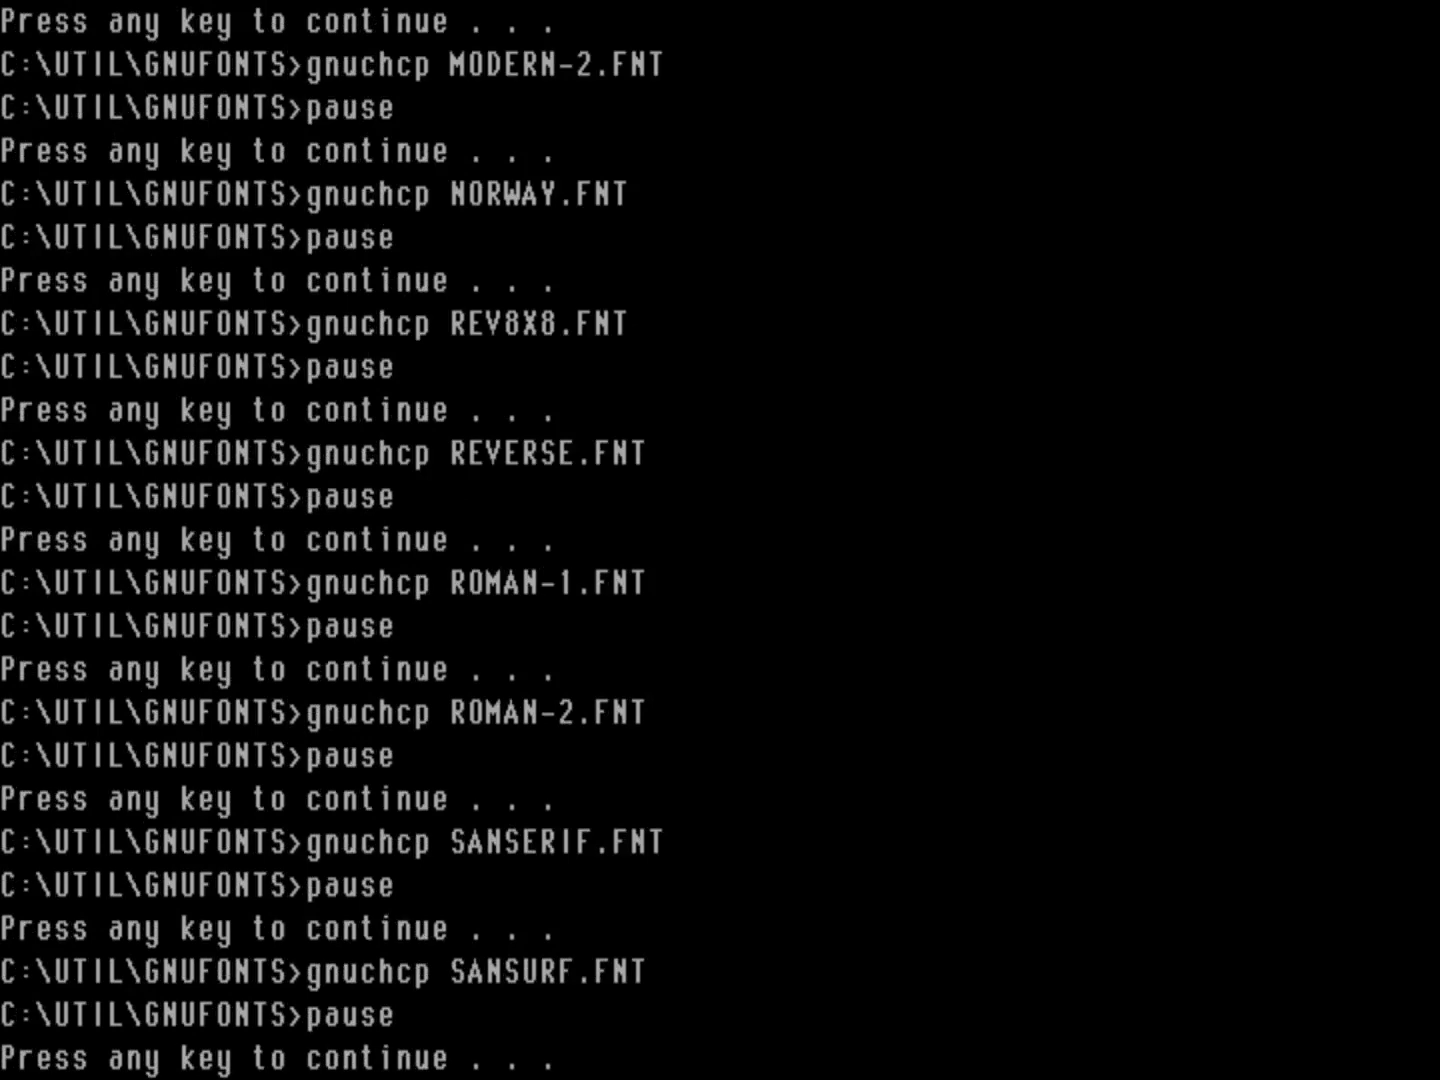 Press any key to continue . . .
C:\UTIL\GNUFONTS>gnuchcp MODERN-2.FNT
C:\UTIL\GNUFONTS>pause
Press any key to continue . . .
C:\UTIL\GNUFONTS>gnuchcp NORWAY.FNT
C:\UTIL\GNUFONTS>pause
Press any key to continue . . .
C:\UTIL\GNUFONTS>gnuchcp REV8X8.FNT
C:\UTIL\GNUFONTS>pause
Press any key to continue . . .
C:\UTIL\GNUFONTS>gnuchcp REVERSE.FNT
C:\UTIL\GNUFONTS>pause
Press any key to continue . . .
C:\UTIL\GNUFONTS>gnuchcp ROMAN-1.FNT
C:\UTIL\GNUFONTS>pause
Press any key to continue . . .
C:\UTIL\GNUFONTS>gnuchcp ROMAN-2.FNT
C:\UTIL\GNUFONTS>pause
Press any key to continue . . .
C:\UTIL\GNUFONTS>gnuchcp SANSERIF.FNT
C:\UTIL\GNUFONTS>pause
Press any key to continue . . .
C:\UTIL\GNUFONTS>gnuchcp SANSURF.FNT
C:\UTIL\GNUFONTS>pause
Press any key to continue . . .